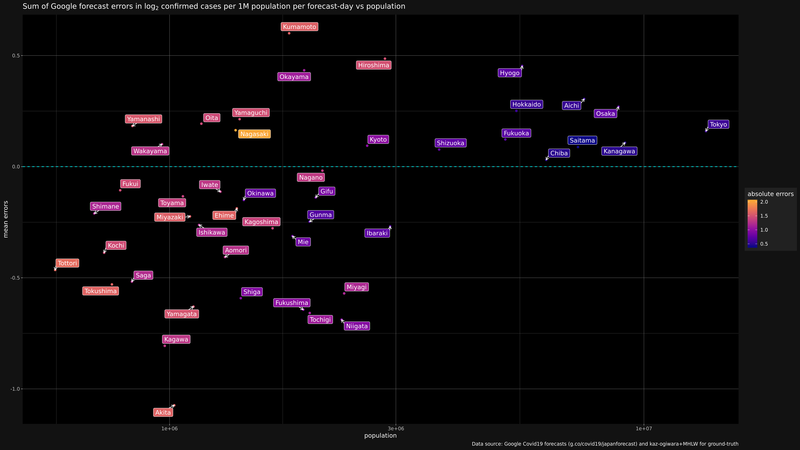 Sum of Google forecast errors in log2 confirmed cases per 1M population per forecast-day vs population
Kumamoto
0.5
Hiroshima
Okayama
Hyogo
Hokkaido
Aichi
Osaka
Yamanashi
Oita
Yamaguchi
Tokyo
Nagasaki
Fukuoka
Kyoto
Shizuoka
Saitama
Wakayama
Chiba
Kanagawa
0.0
Nagano
Fukui
Iwate
Okinawa
Gifu
absolute errors
2.0
1.5
1.0
0.5
Shimane
Toyama
Miyazaki
Ehime
Gunma
Kagoshima
Ishikawa
Ibaraki
mean errors
Kochi
Aomori
Mie
Tottori
Saga
-0.5
Tokushima
Shiga
Miyagi
Fukushima
Yamagata
Tochigi
Niigata
Kagawa
-1.0
Akita
1e+06
3e+06
1e+07
population
Data source: Google Covid19 forecasts (g.co/covid19/japanforecast) and kaz-ogiwara+MHLW for ground-truth